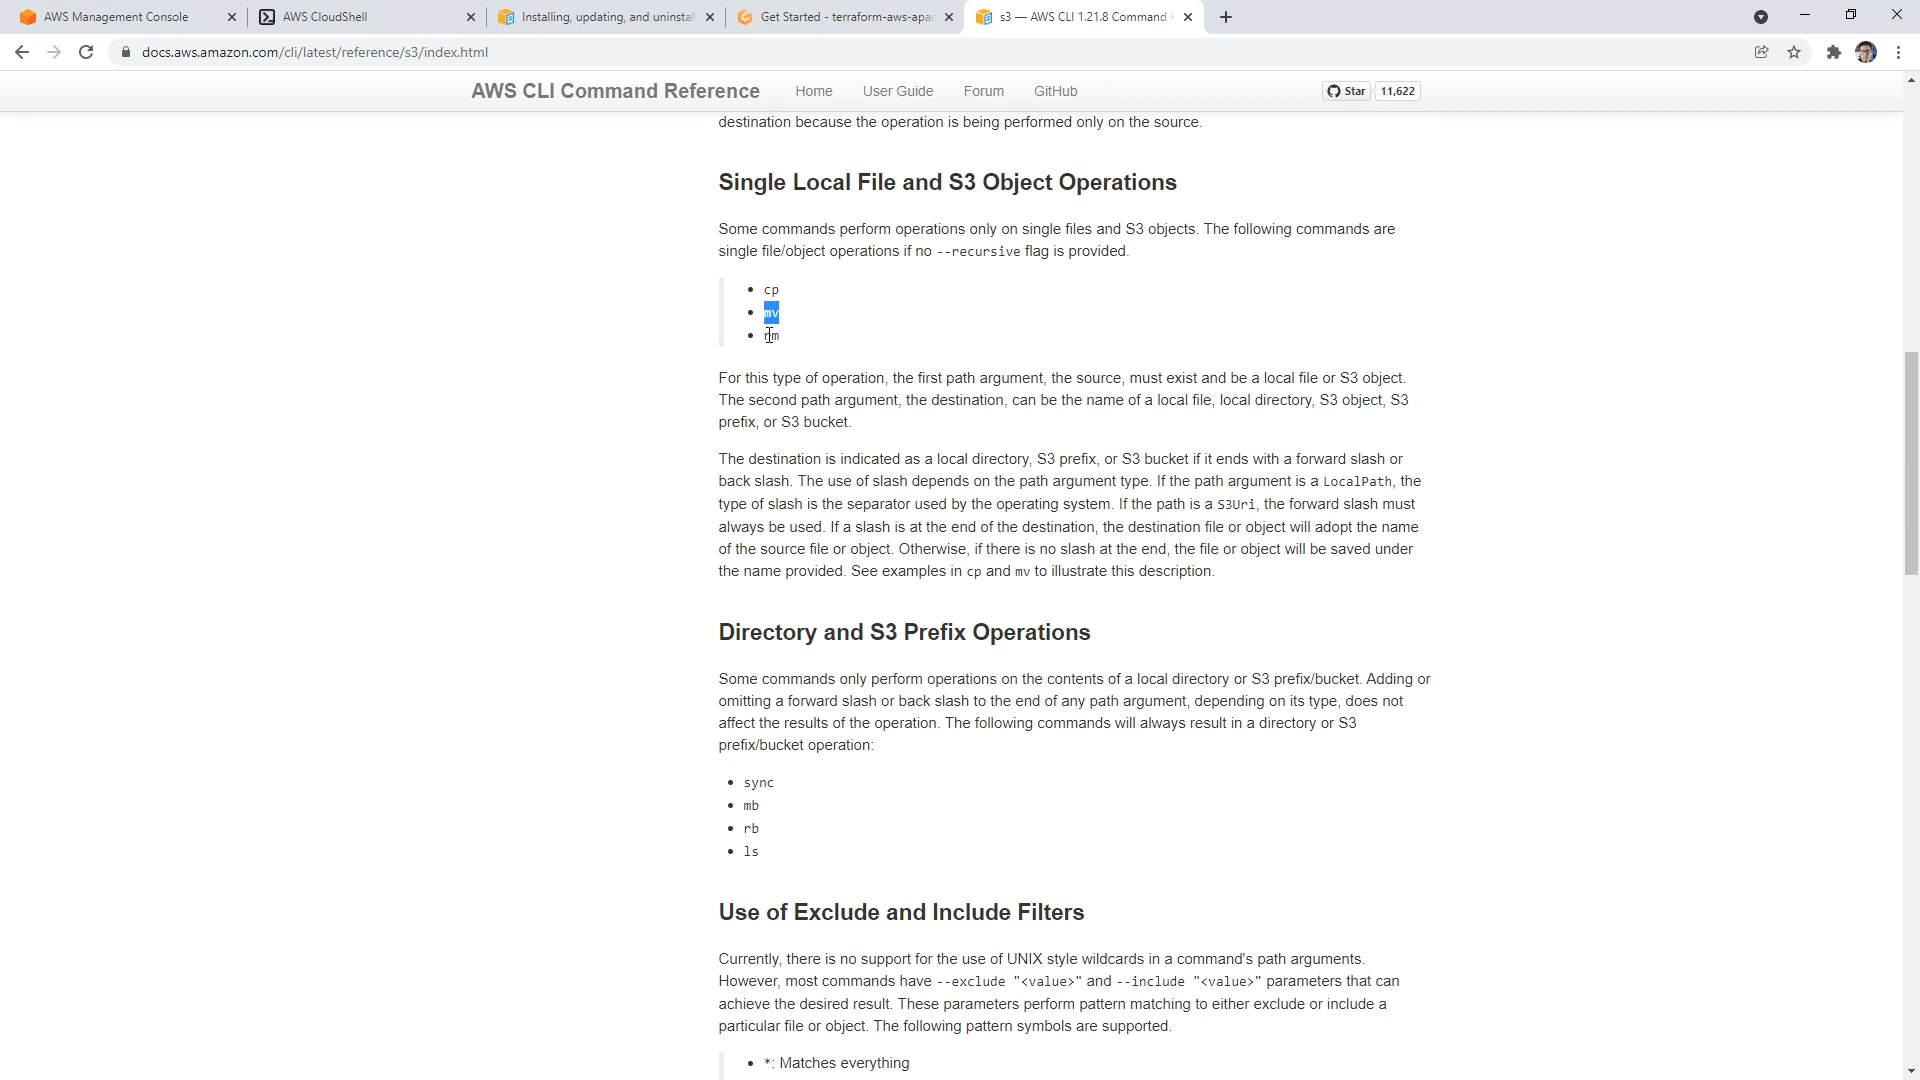 AWS Management Console
AWS CloudShell
Installing, updating, and uninstal
Get Started - terraform-aws-apac
s3 — AWS CLI 1.21.8 Command R
docs.aws.amazon.com/cli/latest/reference/s3/index.html
AWS CLI Command Reference Home User Guide Forum GitHub Star 11,622
destination because the operation is being performed only on the source.
Single Local File and S3 Object Operations
Some commands perform operations only on single files and S3 objects. The following commands are
single file/object operations if no --recursive flag is provided.
• cp
• mv
• rm
For this type of operation, the first path argument, the source, must exist and be a local file or S3 object.
The second path argument, the destination, can be the name of a local file, local directory, S3 object, S3
prefix, or S3 bucket.
The destination is indicated as a local directory, S3 prefix, or S3 bucket if it ends with a forward slash or
back slash. The use of slash depends on the path argument type. If the path argument is a LocalPath, the
type of slash is the separator used by the operating system. If the path is a S3Uri, the forward slash must
always be used. If a slash is at the end of the destination, the destination file or object will adopt the name
of the source file or object. Otherwise, if there is no slash at the end, the file or object will be saved under
the name provided. See examples in cp and mv to illustrate this description.
Directory and S3 Prefix Operations
Some commands only perform operations on the contents of a local directory or S3 prefix/bucket. Adding or
omitting a forward slash or back slash to the end of any path argument, depending on its type, does not
affect the results of the operation. The following commands will always result in a directory or S3
prefix/bucket operation:
• sync
• mb
• rb
• ls
Use of Exclude and Include Filters
Currently, there is no support for the use of UNIX style wildcards in a command's path arguments.
However, most commands have --exclude "<value>" and --include "<value>" parameters that can
achieve the desired result. These parameters perform pattern matching to either exclude or include a
particular file or object. The following pattern symbols are supported.
• *: Matches everything